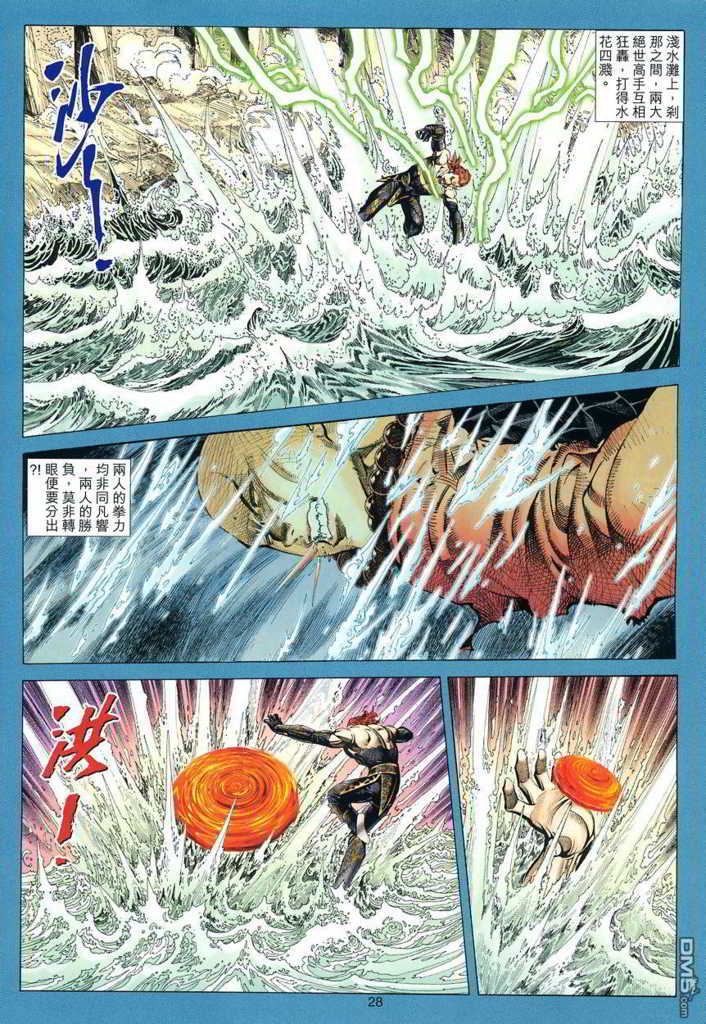 淺水灘上，剎
那之間，兩大
絕世高手互相
狂轟，打得水
花四濺。
沙！
兩人的拳力
均非同凡響
，兩人的勝
負，莫非轉
眼便要分出
?!
洪！
28
DM5
.com